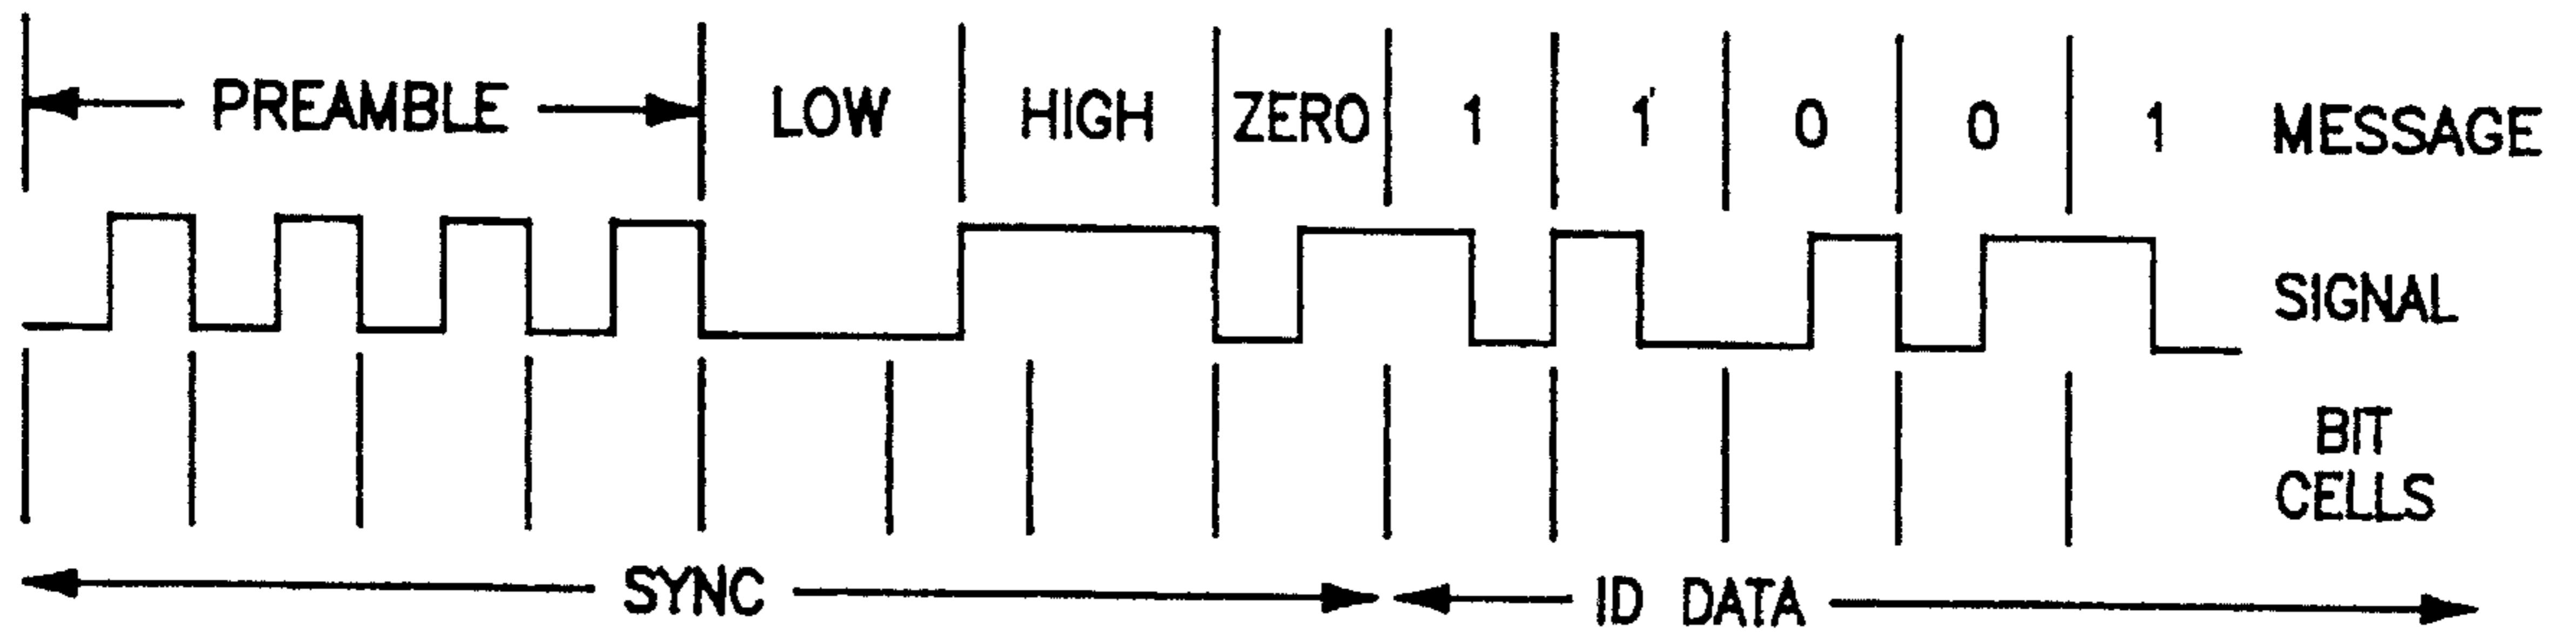 PREAMBLE LOW HIGH ZERO 1 1 0 0 1 MESSAGE
SIGNAL
BIT
CELLS
SYNC ID DATA